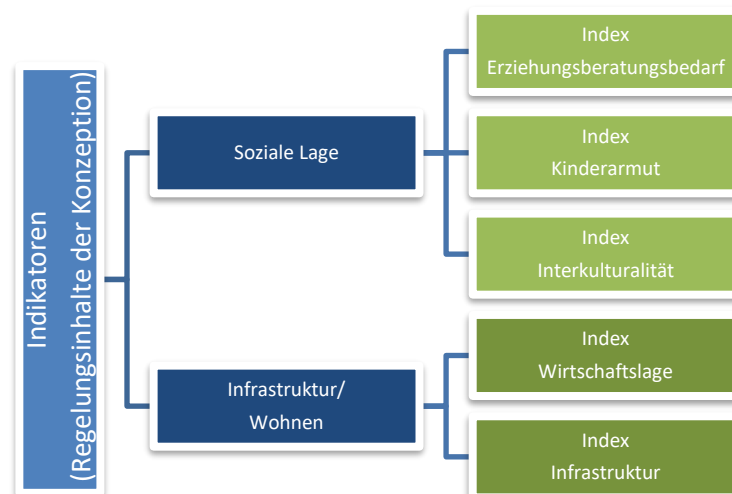 Indikatoren
(Regelungsinhalte der Konzeption)
Soziale Lage
Index
Erziehungsberatungsbedarf
Index
Kinderarmut
Index
Interkulturalität
Infrastruktur/
Wohnen
Index
Wirtschaftslage
Index
Infrastruktur